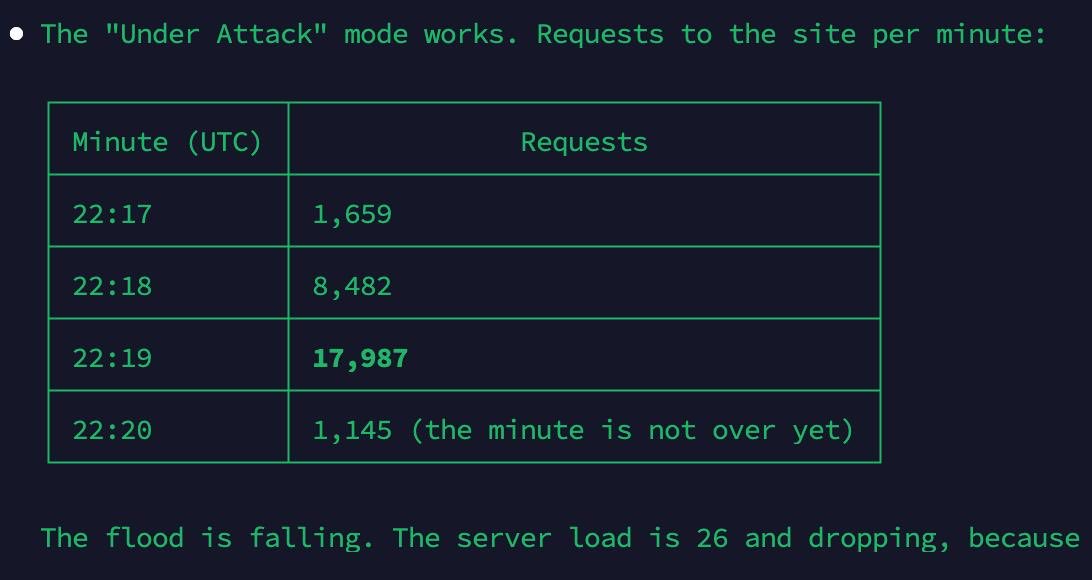 The "Under Attack" mode works. Requests to the site per minute:
Minute (UTC) Requests
22:17 1,659
22:18 8,482
22:19 17,987
22:20 1,145 (the minute is not over yet)
The flood is falling. The server load is 26 and dropping, because